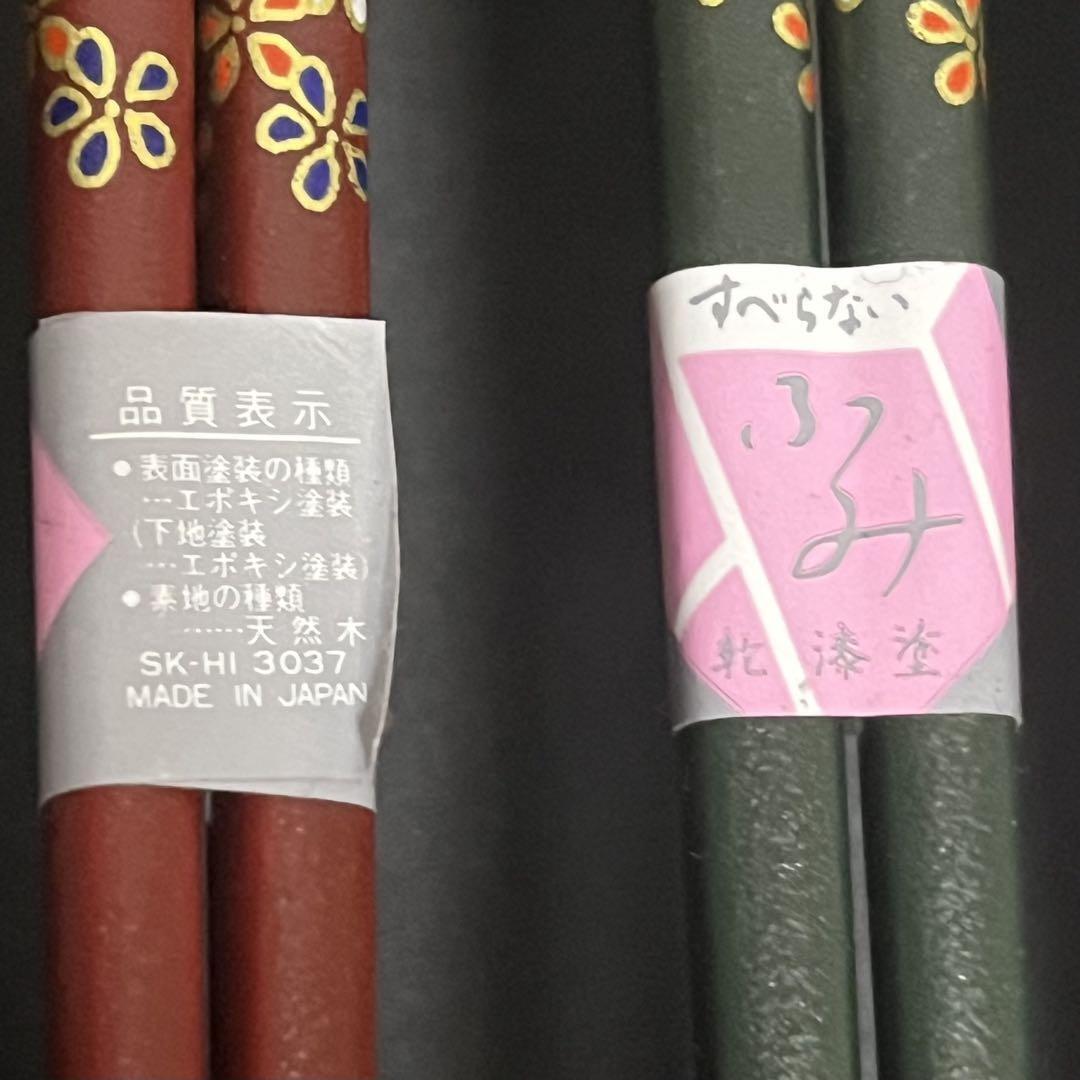 品質表示
●表面塗装の種類
…エポキシ塗装
(下地塗装
…エポキシ塗装)
●素地の種類
……天然木
SK-HI 3037
MADE IN JAPAN
すべらない
ふみ
乾漆塗